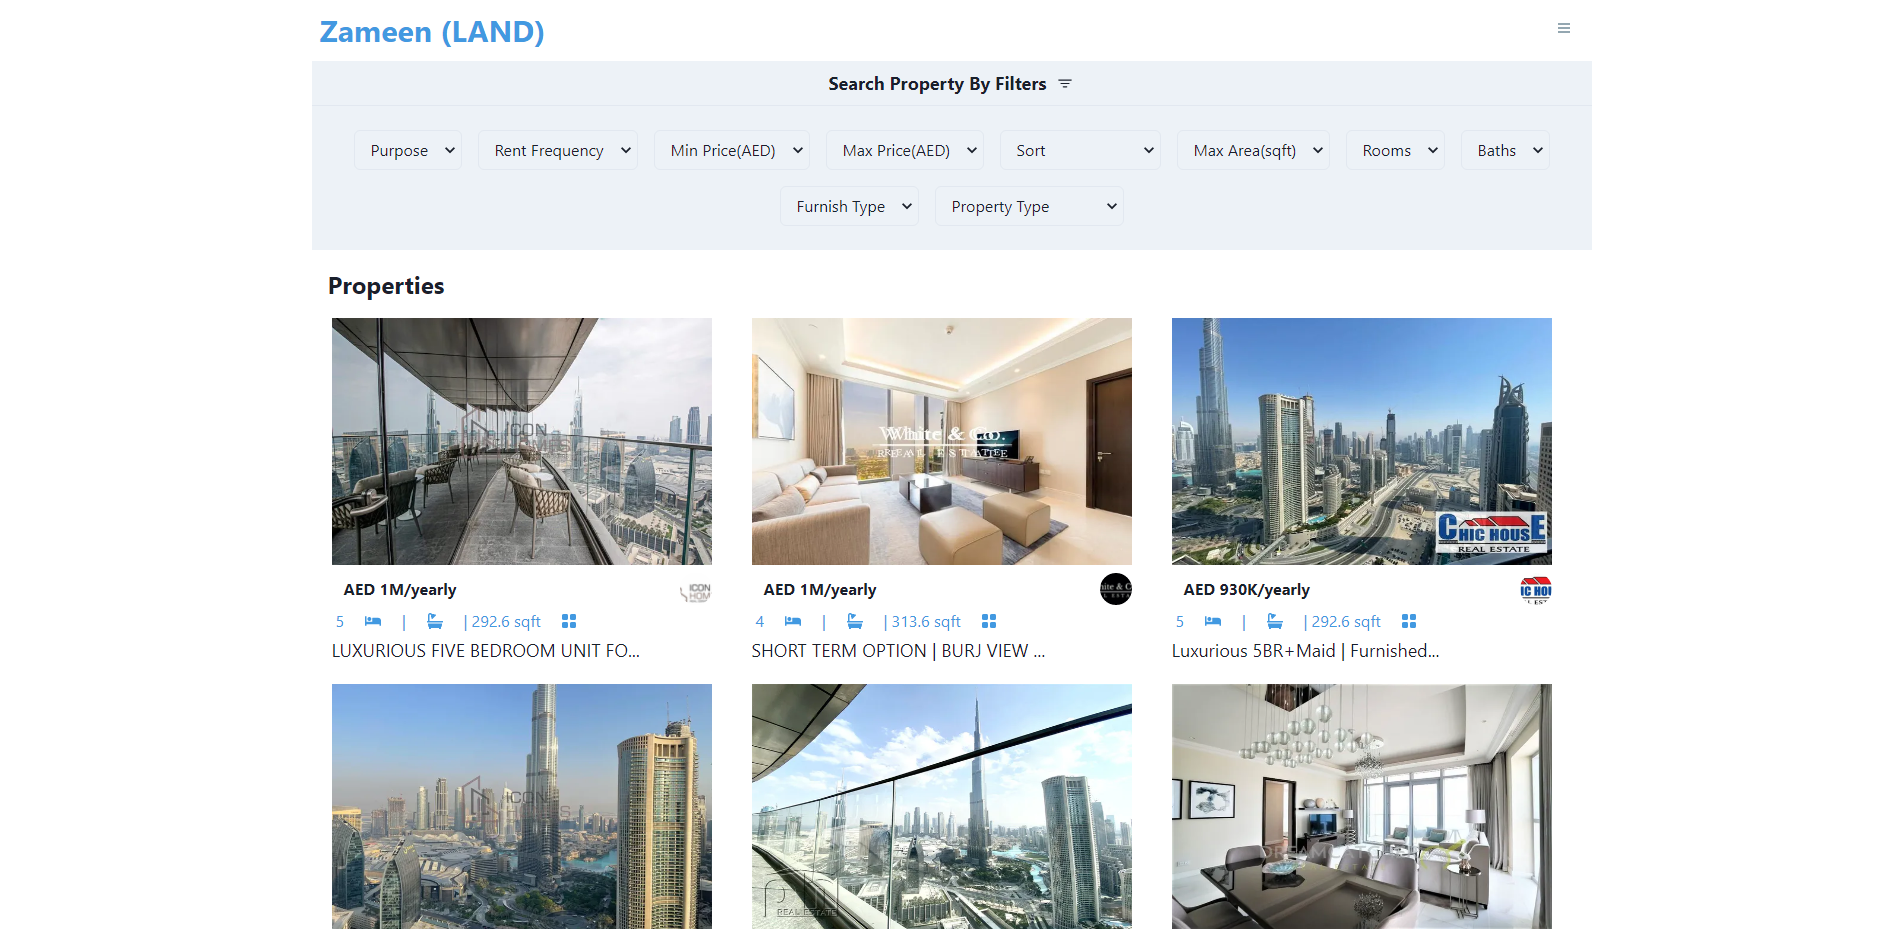 Zameen (LAND)
Search Property By Filters
Purpose Rent Frequency Min Price(AED) Max Price(AED) Sort Max Area(sqft) Rooms Baths
Furnish Type Property Type
Properties
ICON
White & Co.
CHIC HOUSE
REAL ESTATE
AED 1M/yearly
ICON
HOM
5 | | 292.6 sqft
LUXURIOUS FIVE BEDROOM UNIT FO...
AED 1M/yearly
4 | | 313.6 sqft
SHORT TERM OPTION | BURJ VIEW ...
AED 930K/yearly
5 | | 292.6 sqft
Luxurious 5BR+Maid | Furnished...
ICON
REAL ESTATE